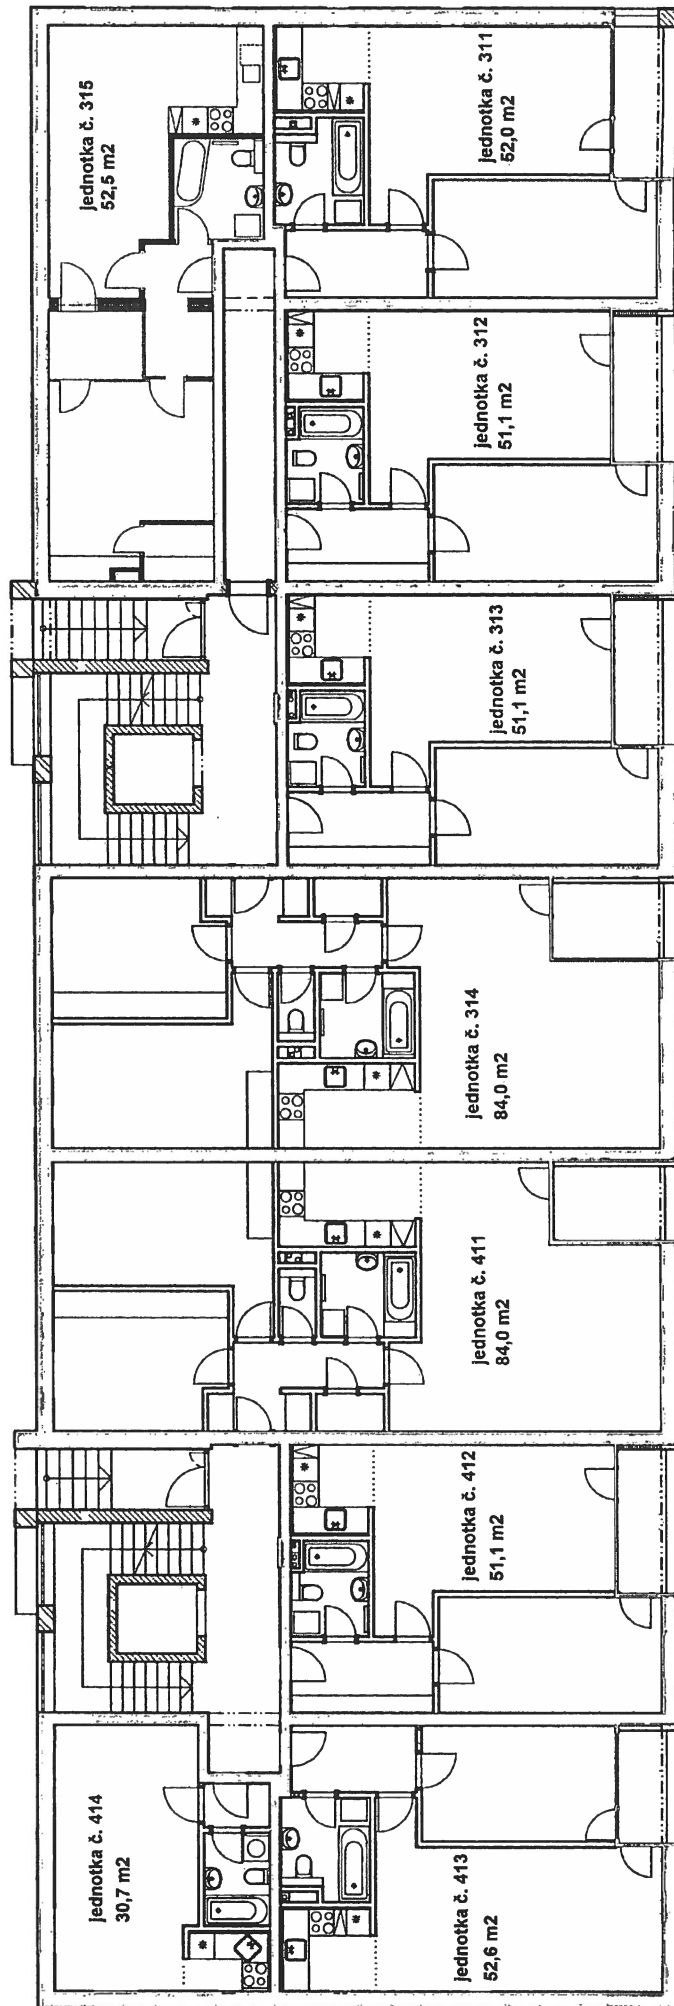 jednotka č. 315
52,5 m2
jednotka č. 311
52,0 m2
jednotka č. 312
51,1 m2
jednotka č. 313
51,1 m2
jednotka č. 314
84,0 m2
jednotka č. 411
84,0 m2
jednotka č. 412
51,1 m2
jednotka č. 414
30,7 m2
jednotka č. 413
52,6 m2